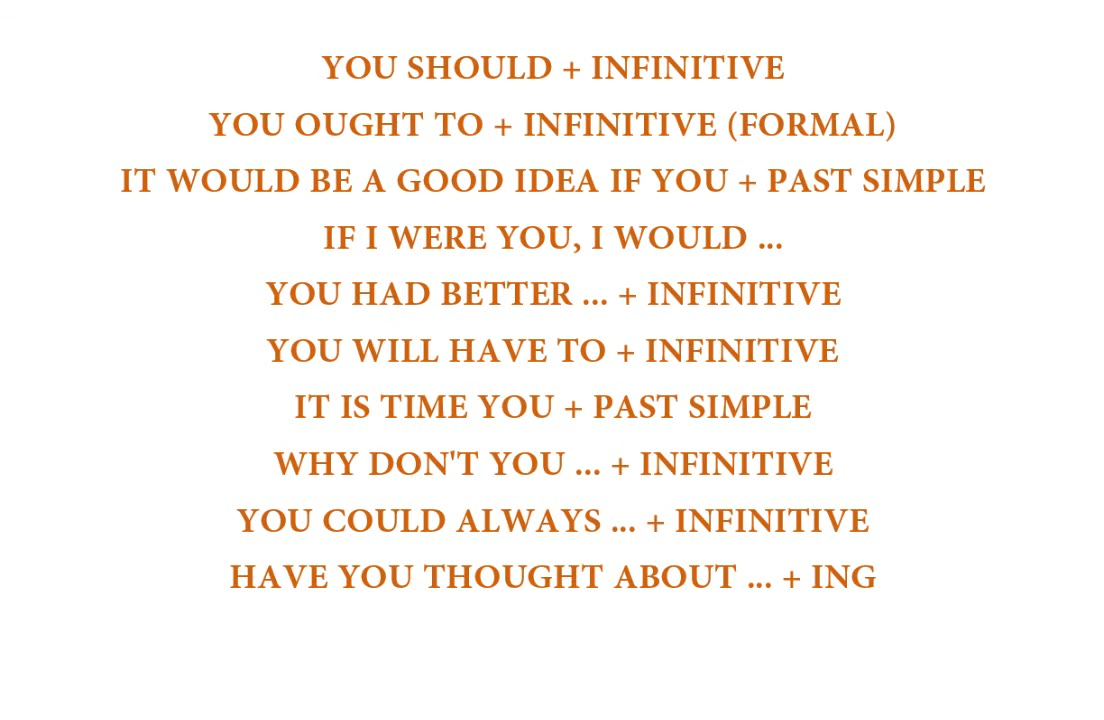 YOU SHOULD + INFINITIVE
YOU OUGHT TO + INFINITIVE (FORMAL)
IT WOULD BE A GOOD IDEA IF YOU + PAST SIMPLE
IF I WERE YOU, I WOULD ...
YOU HAD BETTER ... + INFINITIVE
YOU WILL HAVE TO + INFINITIVE
IT IS TIME YOU + PAST SIMPLE
WHY DON'T YOU ... + INFINITIVE
YOU COULD ALWAYS ... + INFINITIVE
HAVE YOU THOUGHT ABOUT ... + ING